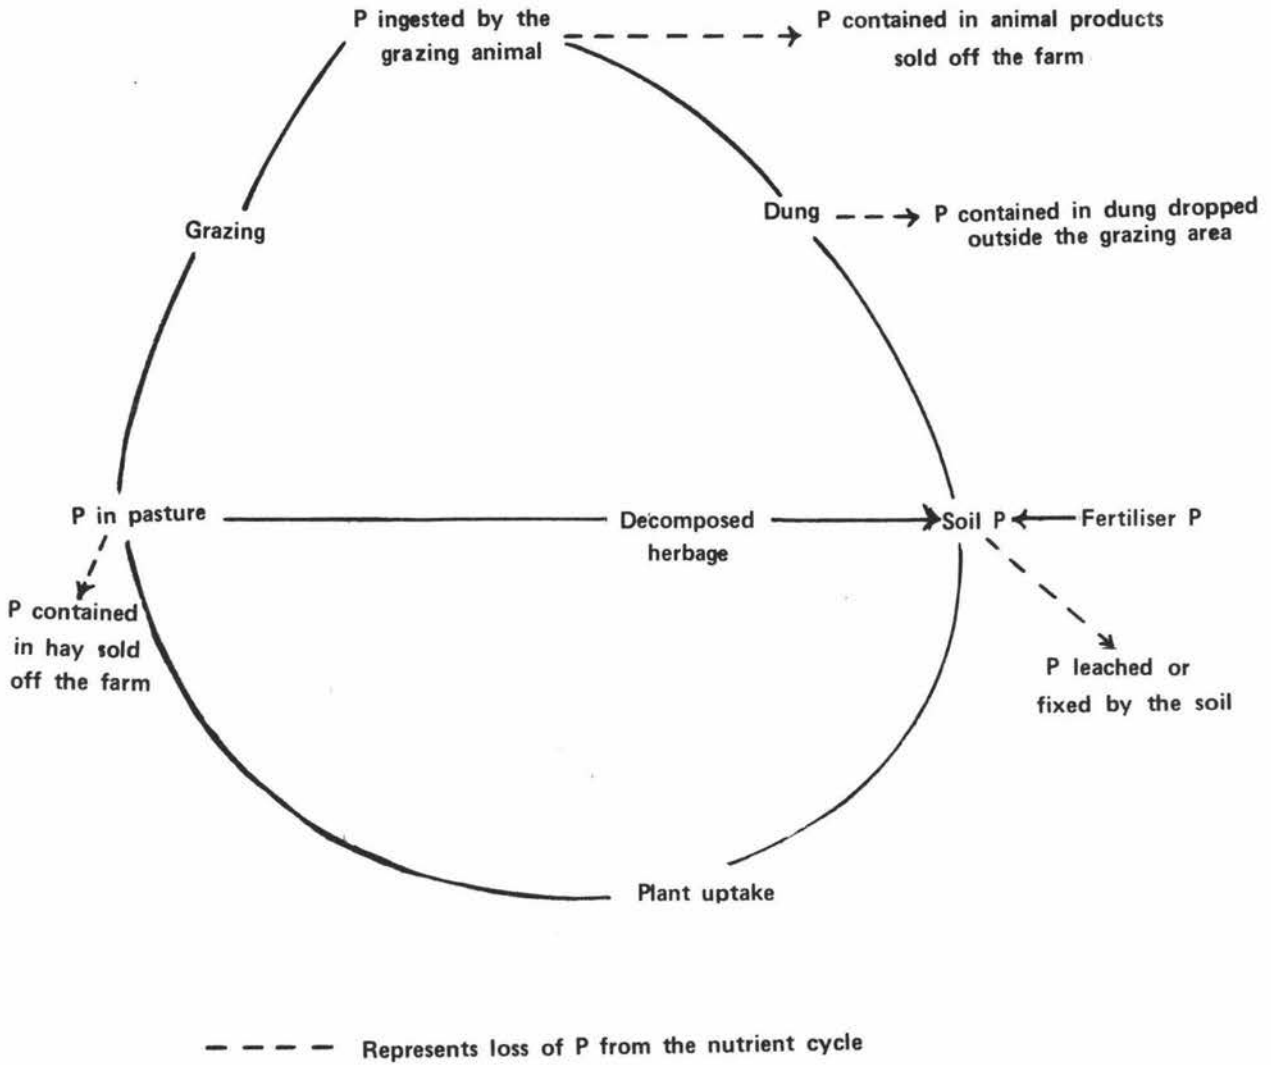 P ingested by the
grazing animal
P contained in animal products
sold off the farm
Grazing
Dung
P contained in dung dropped
outside the grazing area
P in pasture
Decomposed
herbage
Soil P
Fertiliser P
P contained
in hay sold
off the farm
P leached or
fixed by the soil
Plant uptake
Represents loss of P from the nutrient cycle